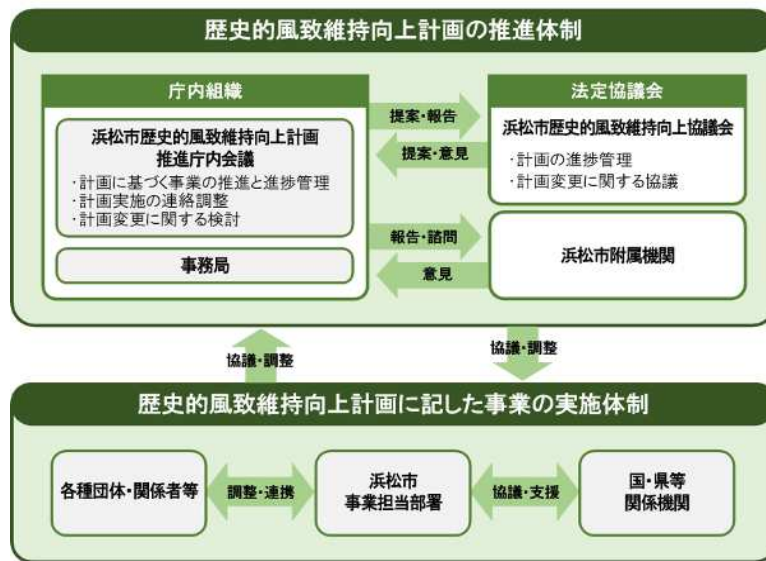 歴史的風致維持向上計画の推進体制
庁内組織
浜松市歴史的風致維持向上計画
推進庁内会議
・計画に基づく事業の推進と進捗管理
・計画実施の連絡調整
・計画変更に関する検討
事務局
提案・報告
提案・意見
報告・諮問
意見
法定協議会
浜松市歴史的風致維持向上協議会
・計画の進捗管理
・計画変更に関する協議
浜松市附属機関
協議・調整
協議・調整
歴史的風致維持向上計画に記した事業の実施体制
各種団体・関係者等
調整・連携
浜松市
事業担当部署
協議・支援
国・県等
関係機関